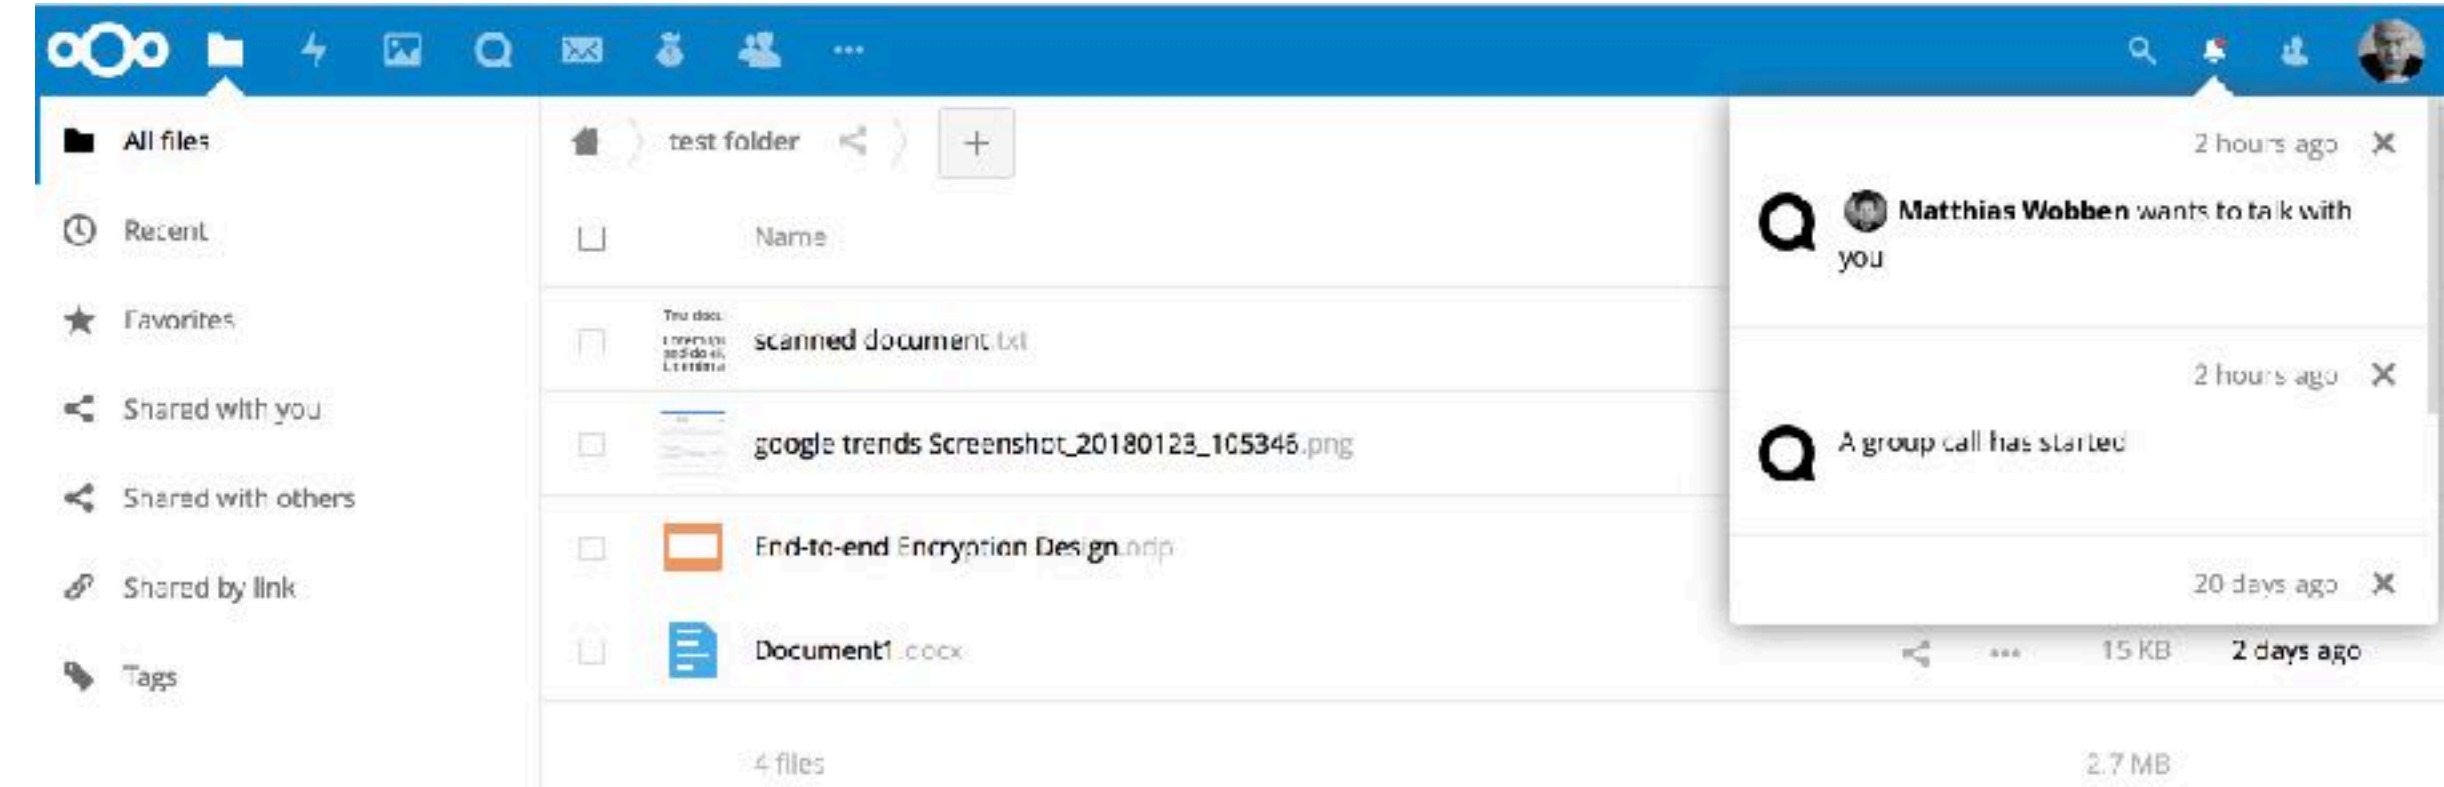 All files
Recent
Favorites
Shared with you
Shared with others
Shared by link
Tags
test folder
+
Name
scanned document.txt
google trends Screenshot_20180123_105346.png
End-to-end Encryption Design.odp
Document1.docx
15 KB
2 days ago
4 files
2.7 MB
2 hours ago
Matthias Wobben wants to talk with
you
2 hours ago
A group call has started
20 days ago